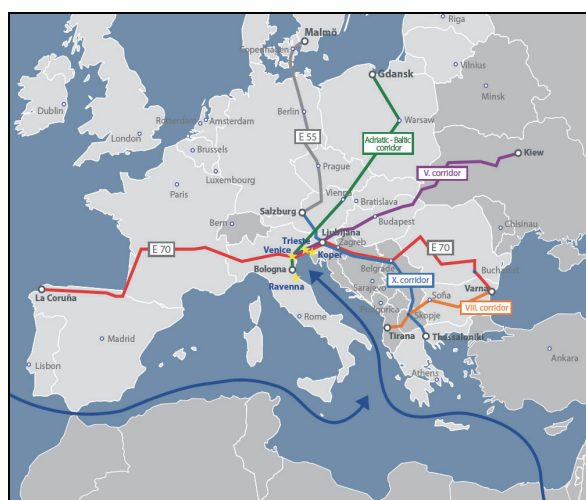 Riga
Malmö
Copenhagen
Vilnius
Gdansk
Minsk
Dublin
Berlin
Rotterdam
Amsterdam
Warsaw
London
E 55
Adriatic - Baltic
corridor
Brussels
Kiew
Prague
V. corridor
Luxembourg
Paris
Vienna
Bratislava
Salzburg
Budapest
Bern
Chisinau
Ljubljana
Trieste
Zagreb
E 70
E 70
Venice
Koper
Bologna
Belgrade
Bucharest
X. corridor
Ravenna
Sarajevo
La Coruña
Varna
Sofia
Podgorica
VIII. corridor
Skopje
Rome
Tirana
Thessaloniki
Madrid
Ankara
Lisbon
Athens